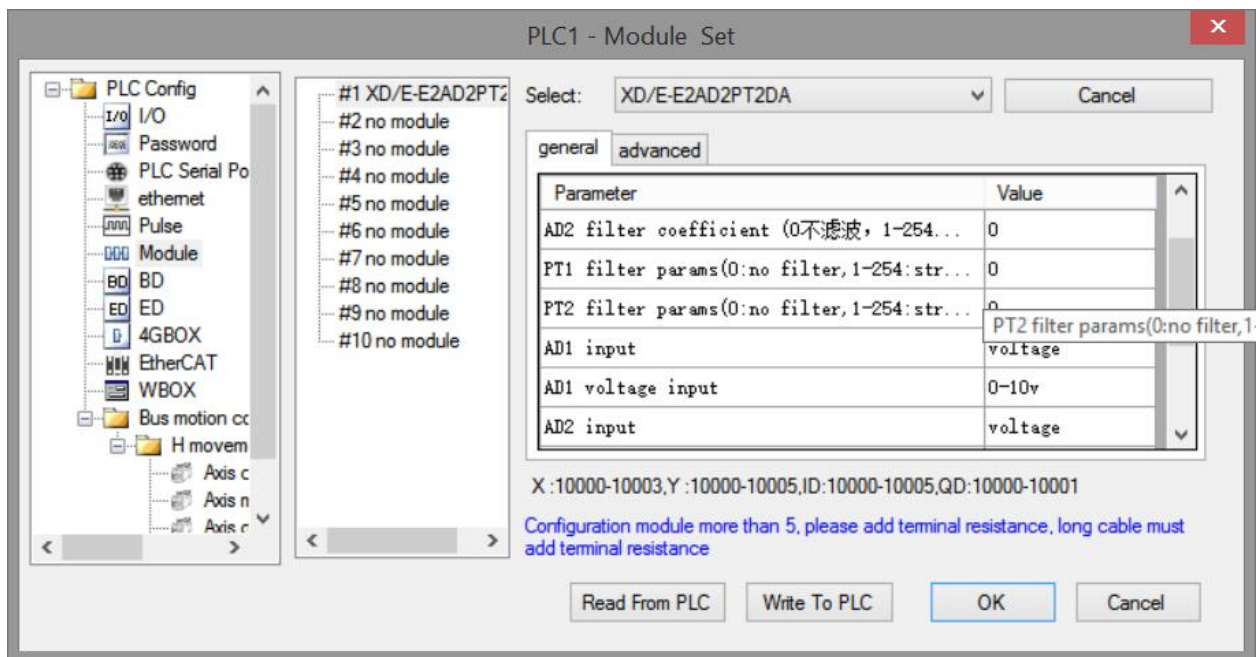 PLC1 - Module Set
x
PLC Config
I/O I/O
Password
PLC Serial Po
ethernet
Pulse
Module
BD BD
ED ED
4GBOX
EtherCAT
WBOX
Bus motion cc
H movem
Axis c
Axis n
Axis c
#1 XD/E-E2AD2PT2
#2 no module
#3 no module
#4 no module
#5 no module
#6 no module
#7 no module
#8 no module
#9 no module
#10 no module
Select: XD/E-E2AD2PT2DA Cancel
general advanced
Parameter Value
AD2 filter coefficient (0不滤波, 1-254... 0
PT1 filter params(0:no filter,1-254:str... 0
PT2 filter params(0:no filter,1-254:str...
PT2 filter params(0:no filter,1-
AD1 input voltage
AD1 voltage input 0-10v
AD2 input voltage
X :10000-10003,Y :10000-10005,ID:10000-10005,QD:10000-10001
Configuration module more than 5, please add terminal resistance, long cable must
add terminal resistance
Read From PLC Write To PLC OK Cancel